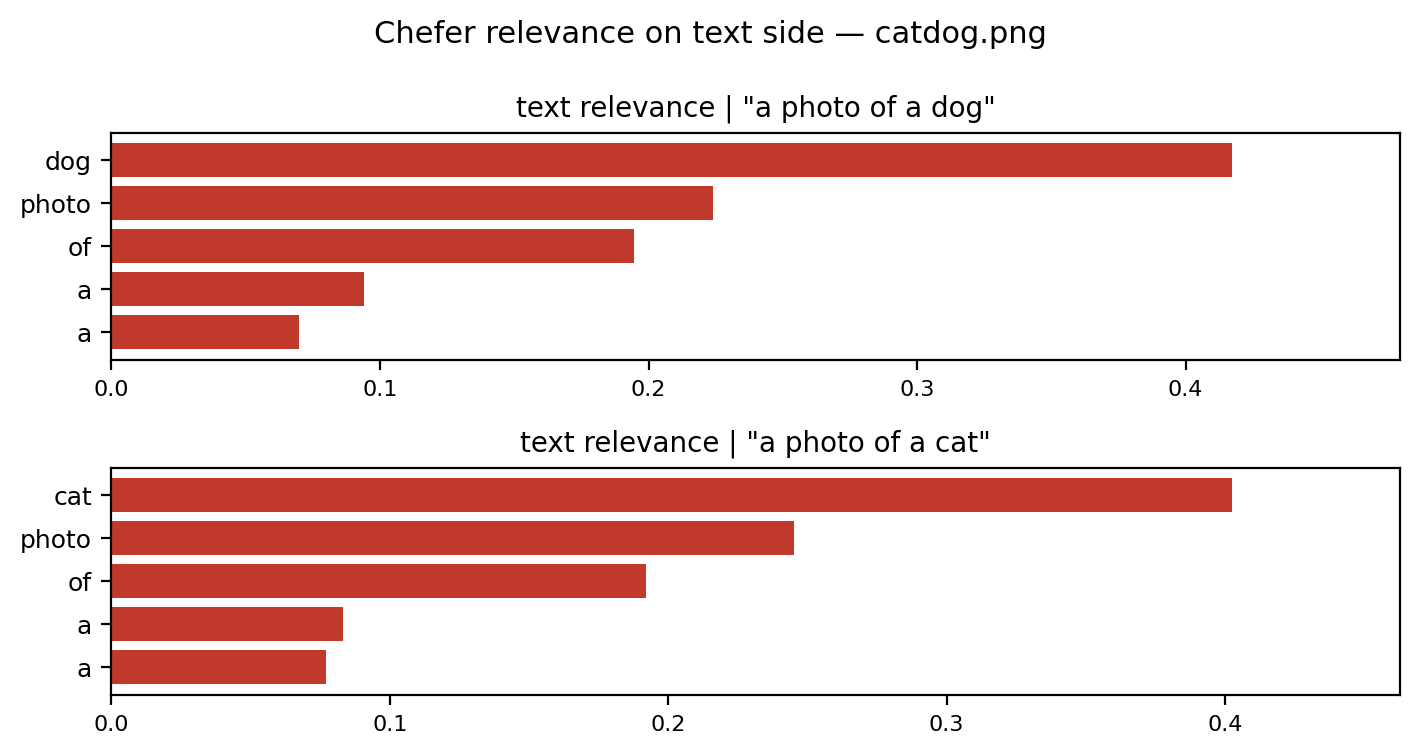 Chefer relevance on text side — catdog.png
text relevance | "a photo of a dog"
dog
photo
of
a
a
0.0 0.1 0.2 0.3 0.4
text relevance | "a photo of a cat"
cat
photo
of
a
a
0.0 0.1 0.2 0.3 0.4